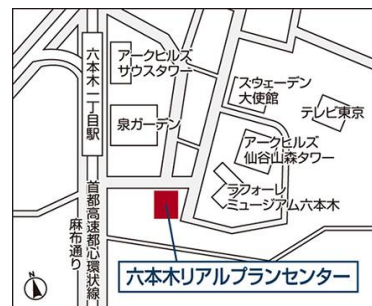 六本木一丁目駅
アークヒルズ
サウスタワー
泉ガーデン
スウェーデン
大使館
テレビ東京
アークヒルズ
仙谷山森タワー
ラフォーレ
ミュージアム六本木
首都高速都心環状線
麻布通り
六本木リアルプランセンター
N